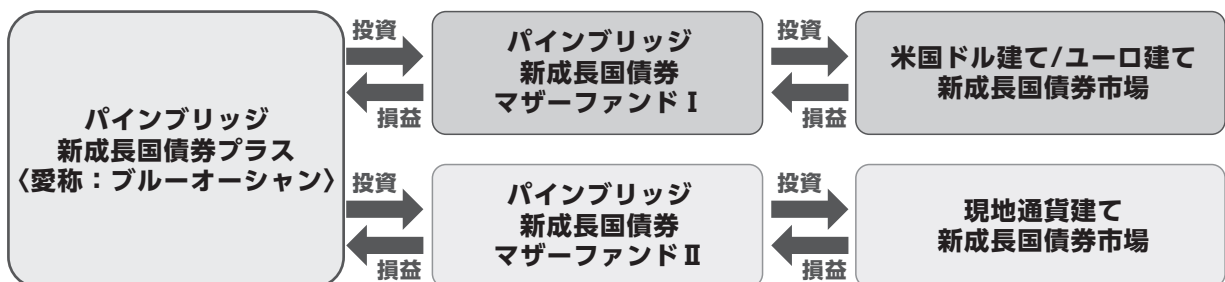 パインブリッジ
新成長国債券プラス
〈愛称：ブルーオーシャン〉
投資
損益
パインブリッジ
新成長国債券
マザーファンドⅠ
投資
損益
米国ドル建て/ユーロ建て
新成長国債券市場
投資
損益
パインブリッジ
新成長国債券
マザーファンドⅡ
投資
損益
現地通貨建て
新成長国債券市場